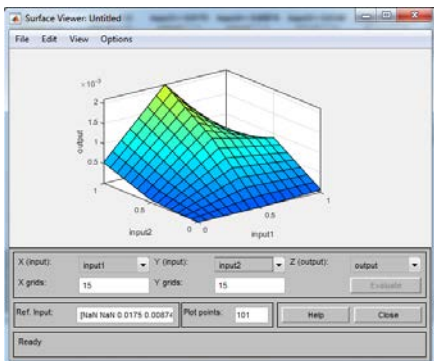 Surface Viewer: Untitled
File Edit View Options
×10⁻³
2
1.5
1
0.5
output
1
0.5
0
input2
0
0.5
1
input1
X (input): input1 Y (input): input2 Z (output): output
X grids: 15 Y grids: 15 Evaluate
Ref. Input: [NaN NaN 0.0175 0.0087 Plot points: 101 Help Close
Ready